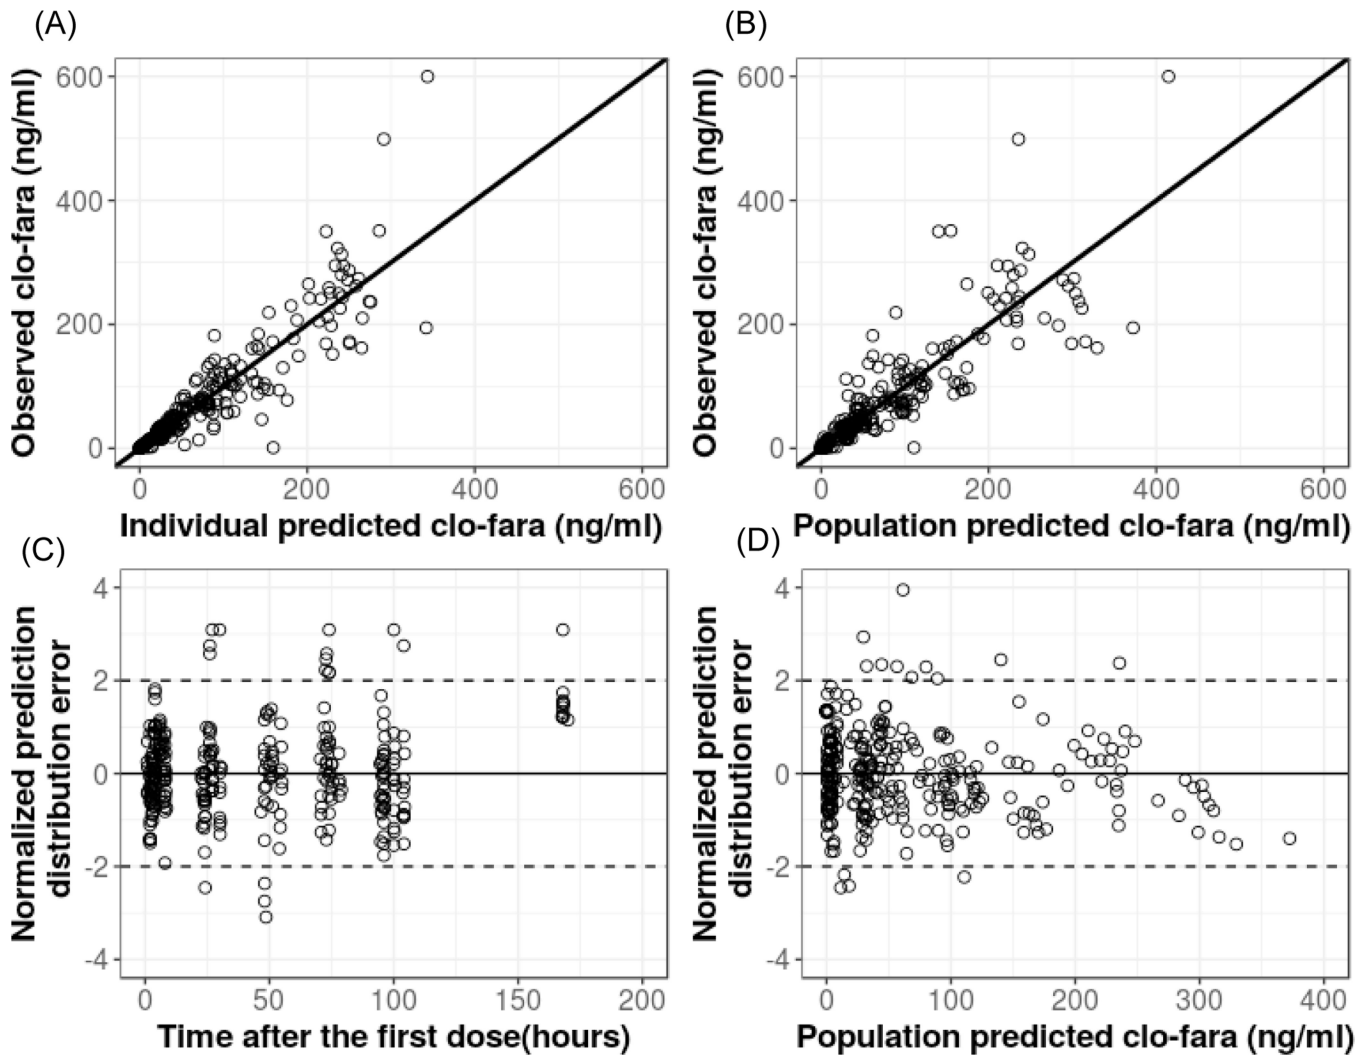 (A)
Observed clo-fara (ng/ml)
600
400
200
0
0 200 400 600
Individual predicted clo-fara (ng/ml)
(B)
Observed clo-fara (ng/ml)
600
400
200
0
0 200 400 600
Population predicted clo-fara (ng/ml)
(C)
Normalized prediction
distribution error
4
2
0
-2
-4
0 50 100 150 200
Time after the first dose(hours)
(D)
Normalized prediction
distribution error
4
2
0
-2
-4
0 100 200 300 400
Population predicted clo-fara (ng/ml)